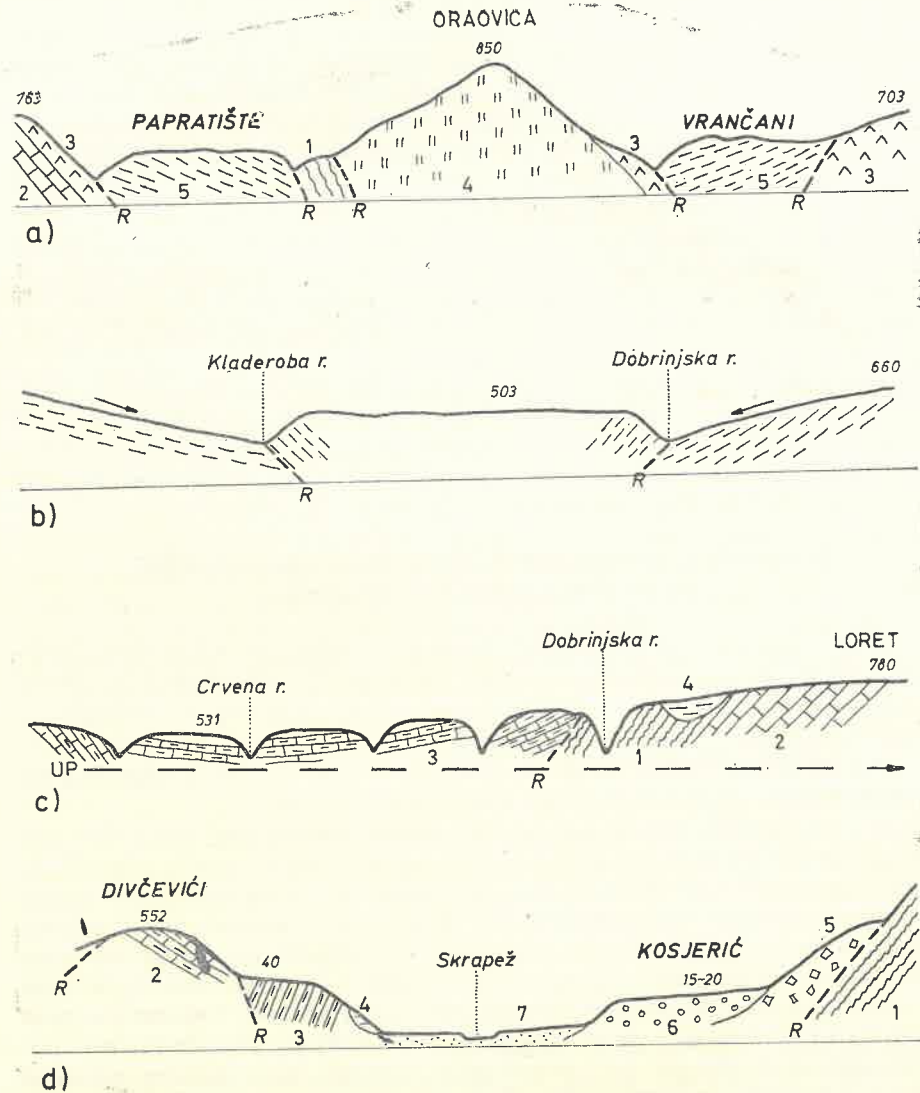 ORAOVICA
850
763
703
PAPRATIŠTE
VRANČANI
3
1
3
2
5
4
5
3
R
R
R
R
R
a)
Kladeroba r.
Dobrinjska r.
503
660
R
R
b)
Dobrinjska r.
LORET
780
Crvena r.
4
531
3
1
2
UP
R
c)
DIVČEVIĆI
552
5
2
40
Skrapež
KOSJERIĆ
15-20
R
4
7
R
3
6
R
1
d)